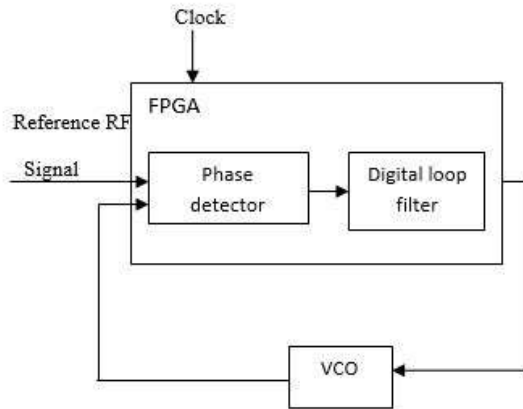 Clock
FPGA
Reference RF
Signal
Phase
detector
Digital loop
filter
VCO